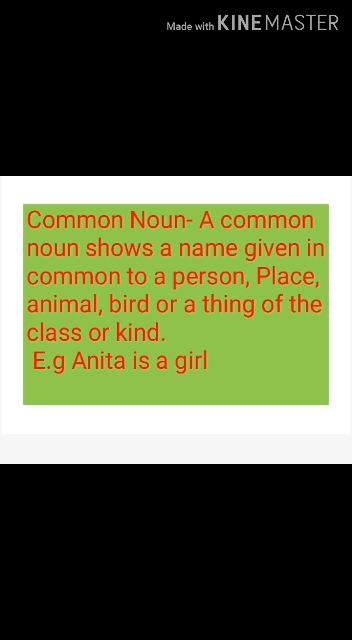 Made with KINEMASTER
Common Noun- A common
noun shows a name given in
common to a person, Place,
animal, bird or a thing of the
class or kind.
E.g Anita is a girl